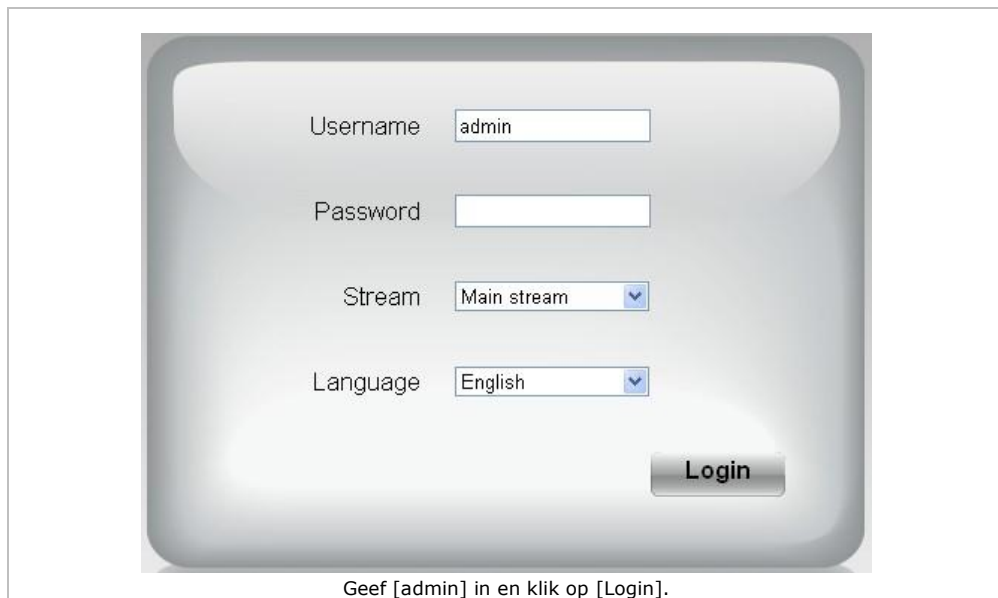 Username admin
Password
Stream Main stream
Language English
Login
Geef [admin] in en klik op [Login].